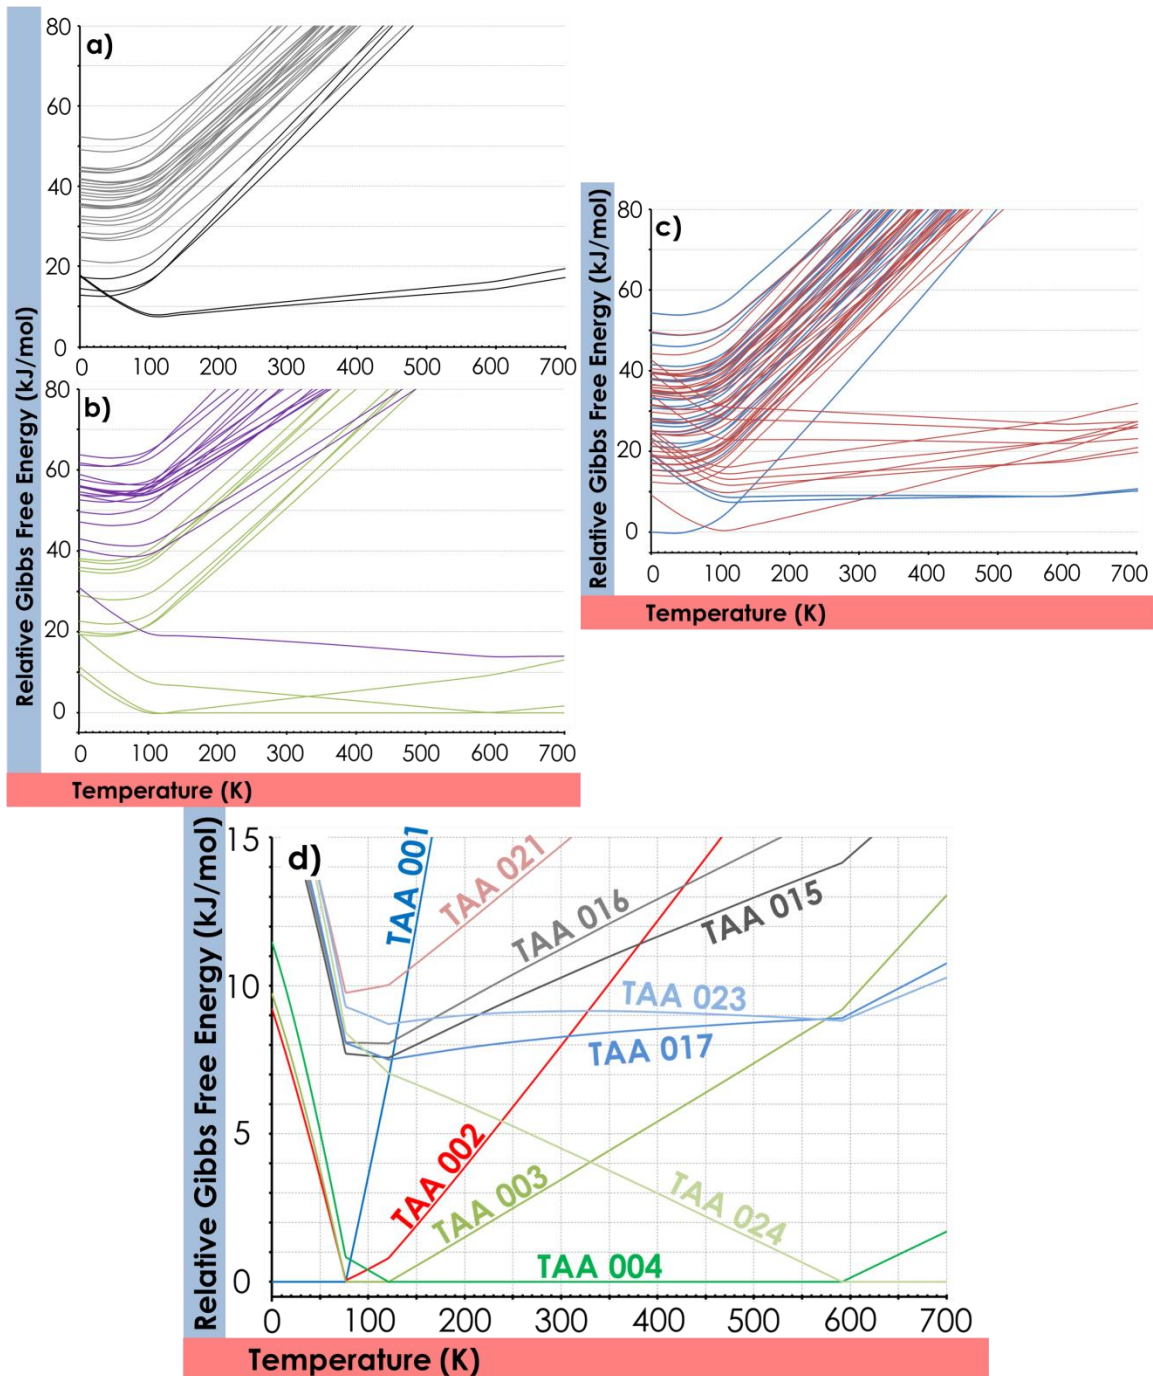 Relative Gibbs Free Energy (kJ/mol)
a)
80
60
40
20
0
0 100 200 300 400 500 600 700
b)
80
60
40
20
0
0 100 200 300 400 500 600 700
Temperature (K)
Relative Gibbs Free Energy (kJ/mol)
c)
80
60
40
20
0
0 100 200 300 400 500 600 700
Temperature (K)
Relative Gibbs Free Energy (kJ/mol)
d)
15
10
5
0
TAA 001
TAA 021
TAA 016
TAA 015
TAA 023
TAA 017
TAA 002
TAA 003
TAA 024
TAA 004
0 100 200 300 400 500 600 700
Temperature (K)